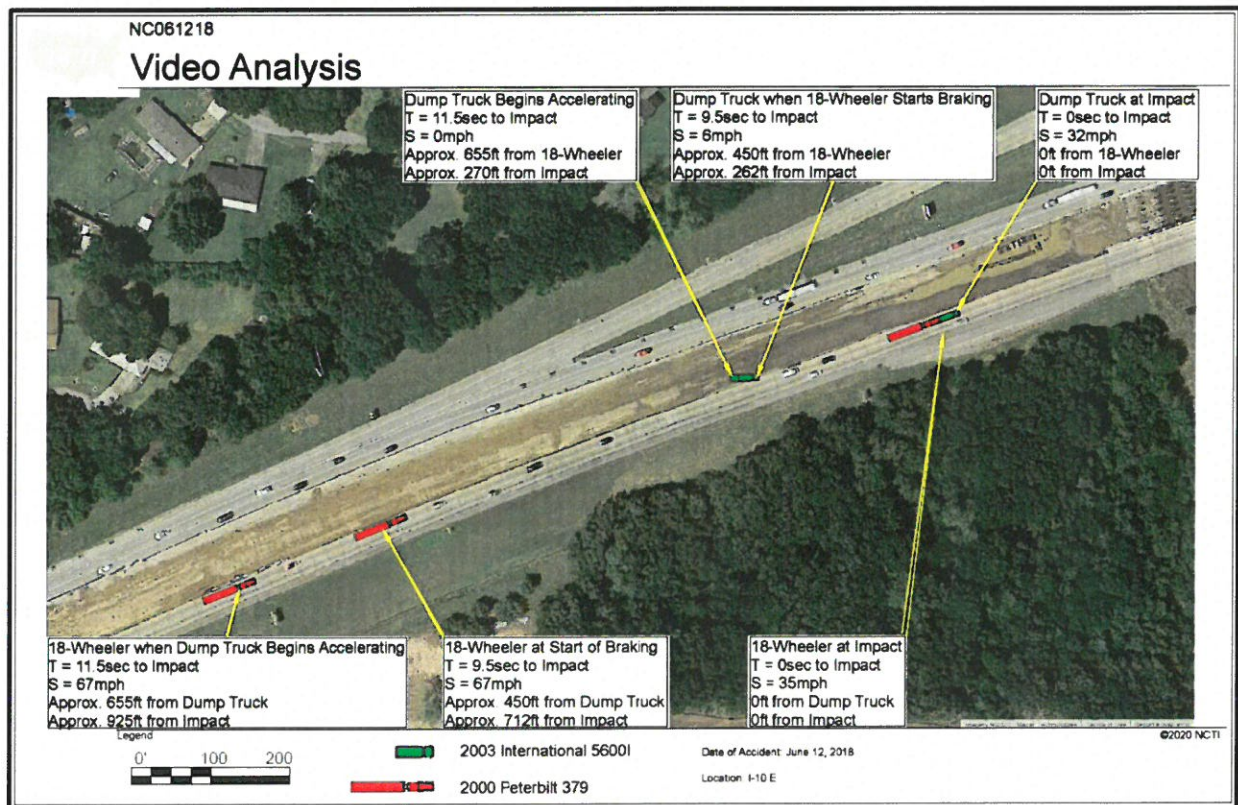 NC061218
Video Analysis
Dump Truck Begins Accelerating
T = 11.5sec to Impact
S = 0mph
Approx. 655ft from 18-Wheeler
Approx. 270ft from Impact
Dump Truck when 18-Wheeler Starts Braking
T = 9.5sec to Impact
S = 6mph
Approx. 450ft from 18-Wheeler
Approx. 262ft from Impact
Dump Truck at Impact
T = 0sec to Impact
S = 32mph
0ft from 18-Wheeler
0ft from Impact
18-Wheeler when Dump Truck Begins Accelerating
T = 11.5sec to Impact
S = 67mph
Approx. 655ft from Dump Truck
Approx. 925ft from Impact
18-Wheeler at Start of Braking
T = 9.5sec to Impact
S = 67mph
Approx. 450ft from Dump Truck
Approx. 712ft from Impact
18-Wheeler at Impact
T = 0sec to Impact
S = 35mph
0ft from Dump Truck
0ft from Impact
©2020 NCTI
Legend
0' 100 200
2003 International 5600I
2000 Peterbilt 379
Date of Accident: June 12, 2018
Location: I-10 E